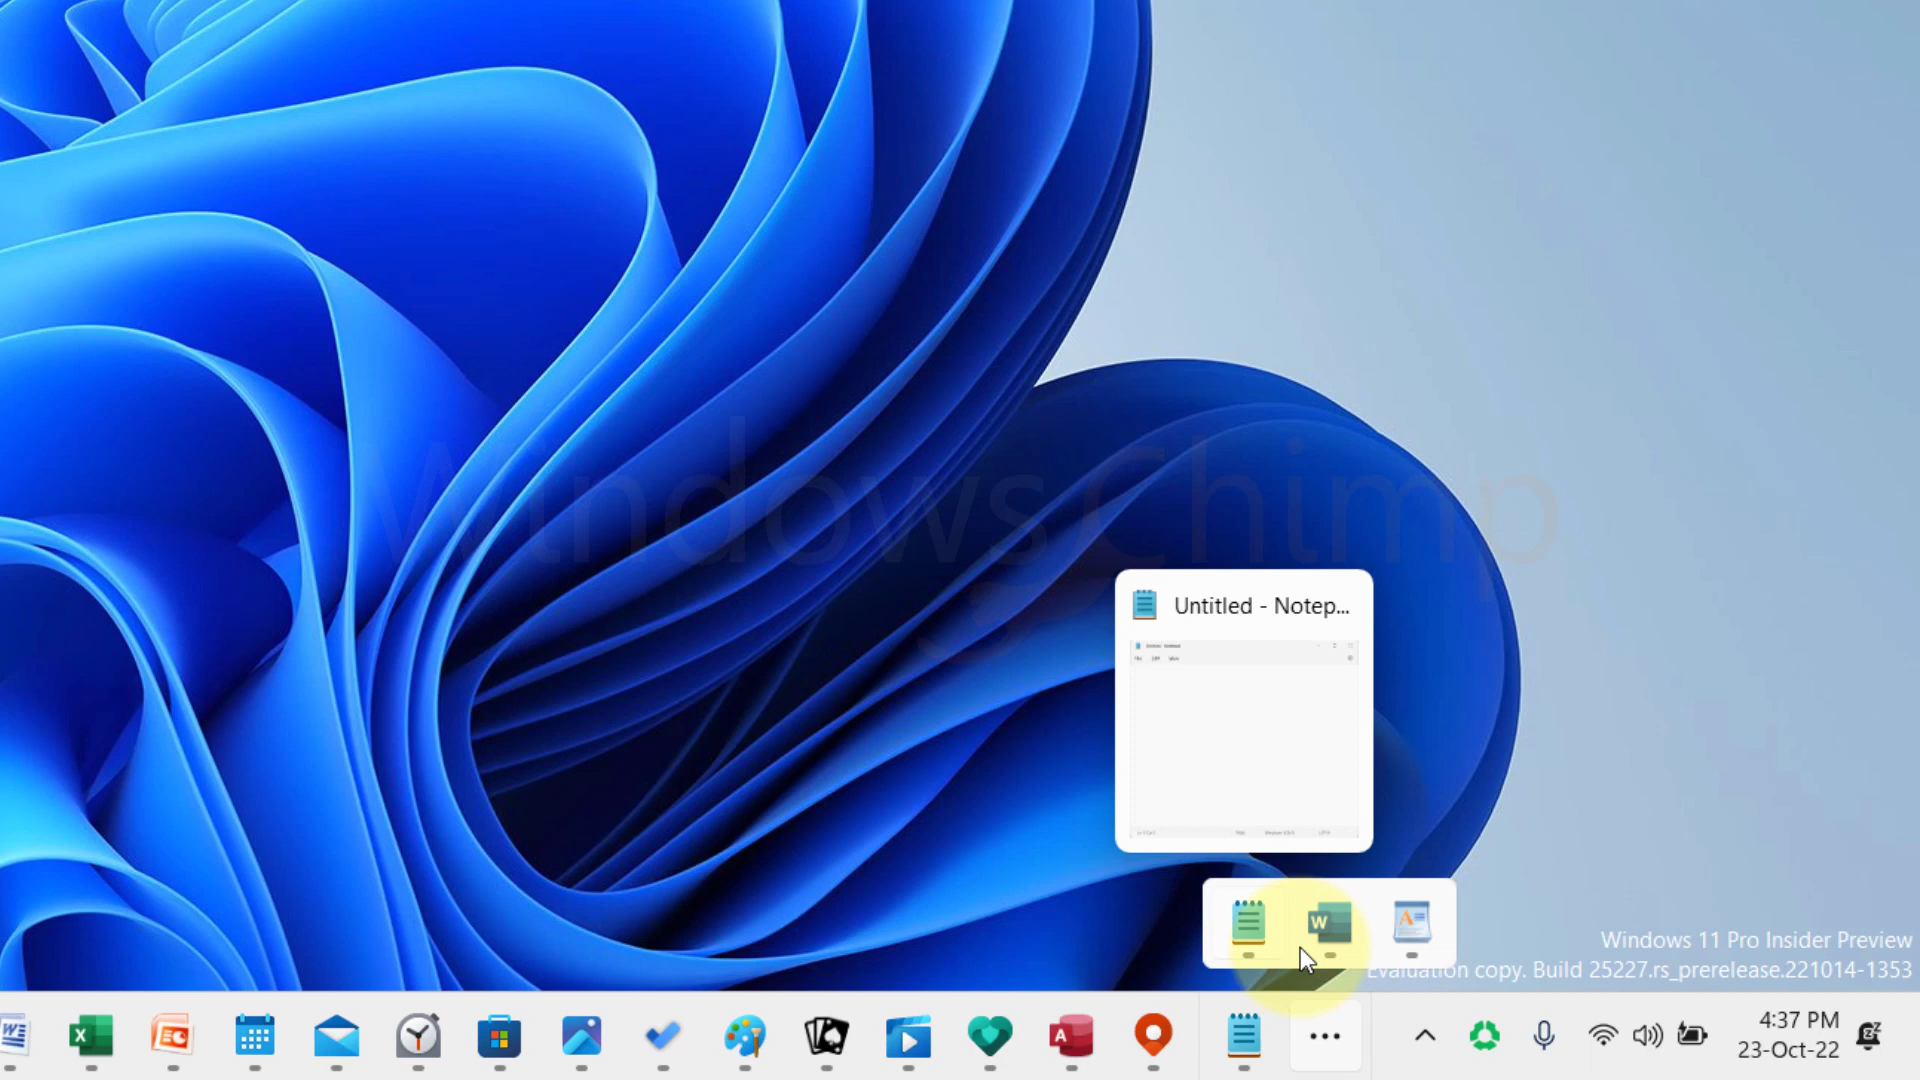 WindowsChimp
Untitled - Notep...
W
A
Windows 11 Pro Insider Preview
Evaluation copy. Build 25227.rs_prerelease.221014-1353
W
X
A
4:37 PM
23-Oct-22